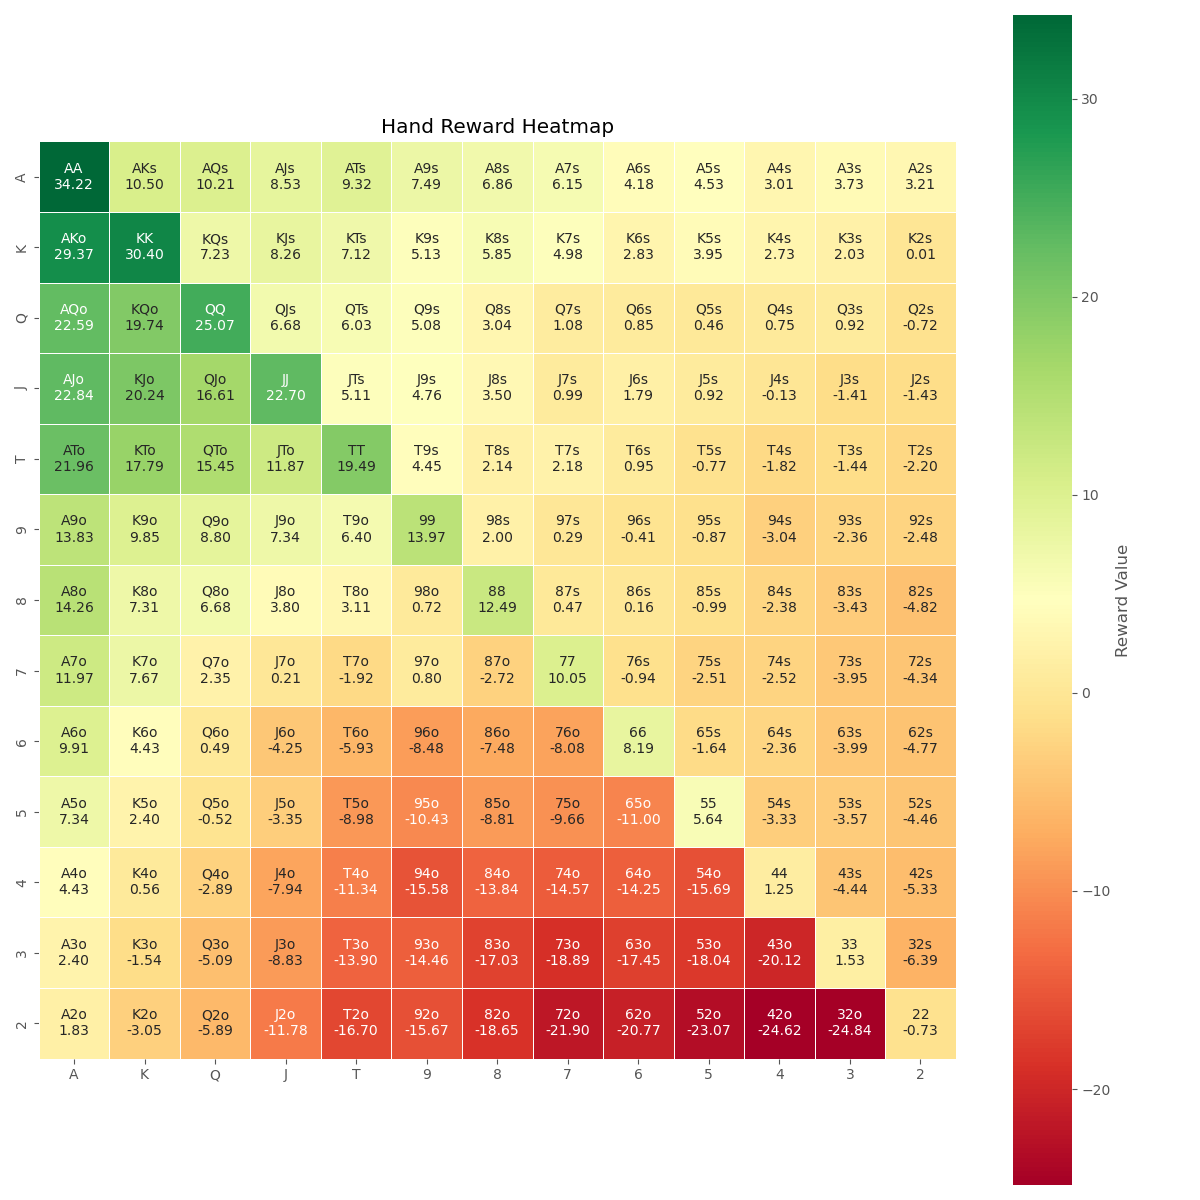 Hand Reward Heatmap
A
AA AKs AQs AJs ATs A9s A8s A7s A6s A5s A4s A3s A2s
34.22 10.50 10.21 8.53 9.32 7.49 6.86 6.15 4.18 4.53 3.01 3.73 3.21
K
AKo KK KQs KJs KTs K9s K8s K7s K6s K5s K4s K3s K2s
29.37 30.40 7.23 8.26 7.12 5.13 5.85 4.98 2.83 3.95 2.73 2.03 0.01
Q
AQo KQo QQ QJs QTs Q9s Q8s Q7s Q6s Q5s Q4s Q3s Q2s
22.59 19.74 25.07 6.68 6.03 5.08 3.04 1.08 0.85 0.46 0.75 0.92 -0.72
J
AJo KJo QJo JJ JTs J9s J8s J7s J6s J5s J4s J3s J2s
22.84 20.24 16.61 22.70 5.11 4.76 3.50 0.99 1.79 0.92 -0.13 -1.41 -1.43
T
ATo KTo QTo JTo TT T9s T8s T7s T6s T5s T4s T3s T2s
21.96 17.79 15.45 11.87 19.49 4.45 2.14 2.18 0.95 -0.77 -1.82 -1.44 -2.20
9
A9o K9o Q9o J9o T9o 99 98s 97s 96s 95s 94s 93s 92s
13.83 9.85 8.80 7.34 6.40 13.97 2.00 0.29 -0.41 -0.87 -3.04 -2.36 -2.48
8
A8o K8o Q8o J8o T8o 98o 88 87s 86s 85s 84s 83s 82s
14.26 7.31 6.68 3.80 3.11 0.72 12.49 0.47 0.16 -0.99 -2.38 -3.43 -4.82
7
A7o K7o Q7o J7o T7o 97o 87o 77 76s 75s 74s 73s 72s
11.97 7.67 2.35 0.21 -1.92 0.80 -2.72 10.05 -0.94 -2.51 -2.52 -3.95 -4.34
6
A6o K6o Q6o J6o T6o 96o 86o 76o 66 65s 64s 63s 62s
9.91 4.43 0.49 -4.25 -5.93 -8.48 -7.48 -8.08 8.19 -1.64 -2.36 -3.99 -4.77
5
A5o K5o Q5o J5o T5o 95o 85o 75o 65o 55 54s 53s 52s
7.34 2.40 -0.52 -3.35 -8.98 -10.43 -8.81 -9.66 -11.00 5.64 -3.33 -3.57 -4.46
4
A4o K4o Q4o J4o T4o 94o 84o 74o 64o 54o 44 43s 42s
4.43 0.56 -2.89 -7.94 -11.34 -15.58 -13.84 -14.57 -14.25 -15.69 1.25 -4.44 -5.33
3
A3o K3o Q3o J3o T3o 93o 83o 73o 63o 53o 43o 33 32s
2.40 -1.54 -5.09 -8.83 -13.90 -14.46 -17.03 -18.89 -17.45 -18.04 -20.12 1.53 -6.39
2
A2o K2o Q2o J2o T2o 92o 82o 72o 62o 52o 42o 32o 22
1.83 -3.05 -5.89 -11.78 -16.70 -15.67 -18.65 -21.90 -20.77 -23.07 -24.62 -24.84 -0.73
A K Q J T 9 8 7 6 5 4 3 2
30
20
10
0
−10
−20
Reward Value